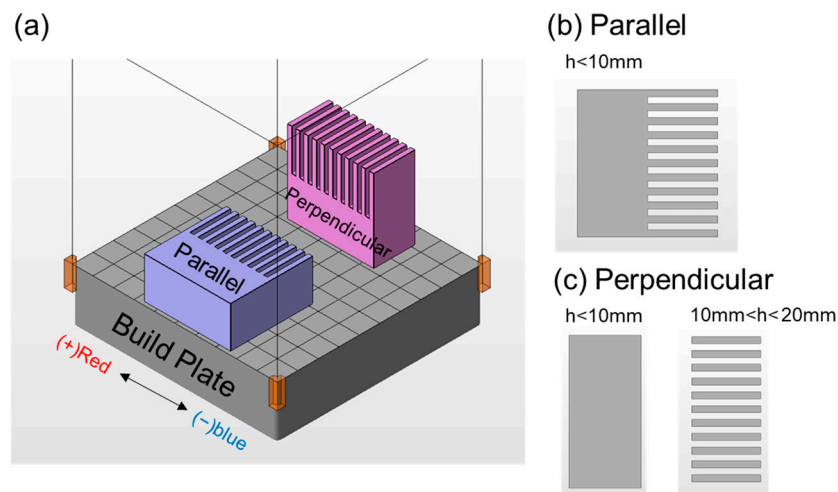 (a)
Perpendicular
Parallel
Build Plate
(+)Red
(−)blue
(b) Parallel
h<10mm
(c) Perpendicular
h<10mm
10mm<h<20mm